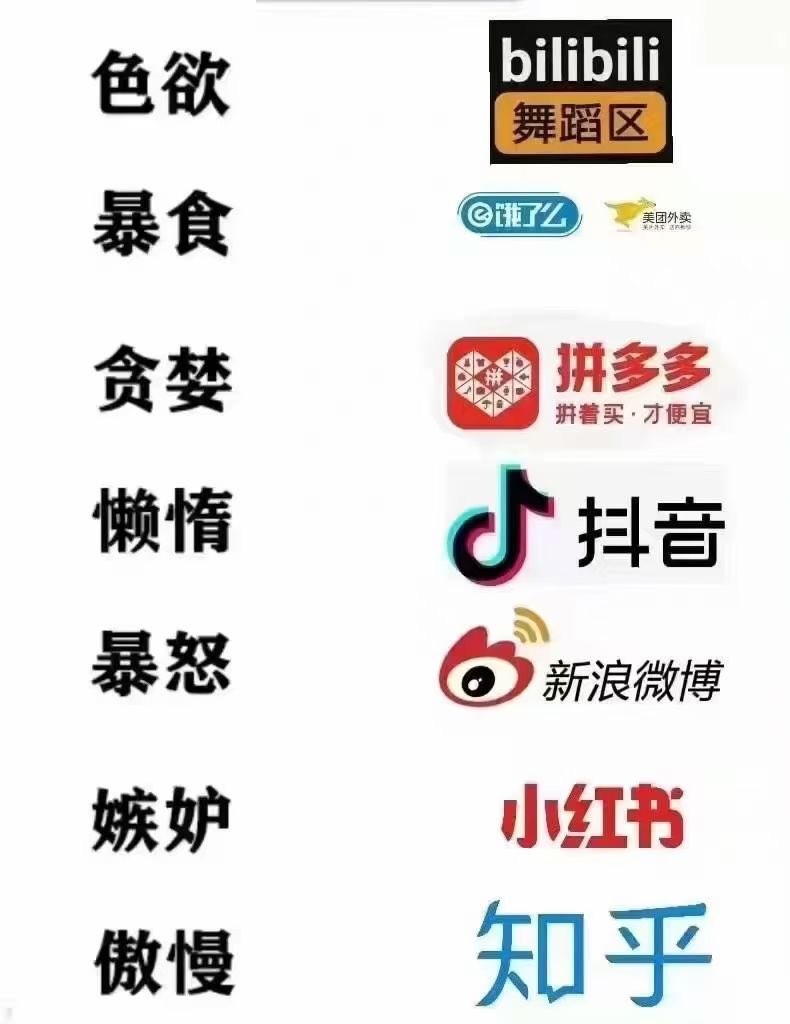 色欲
bilibili
舞蹈区
暴食
饿了么
美团外卖
贪婪
拼
拼多多
拼着买·才便宜
懒惰
抖音
暴怒
新浪微博
嫉妒
小红书
傲慢
知乎